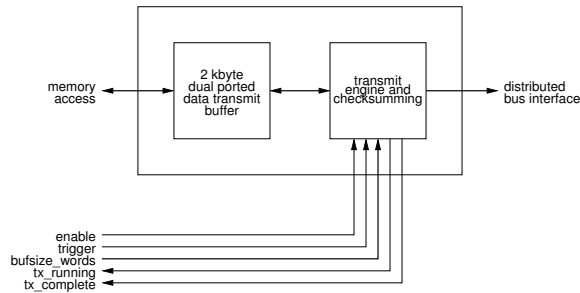 memory
access
2 kbyte
dual ported
data transmit
buffer
transmit
engine and
checksumming
distributed
bus interface
enable
trigger
bufsize_words
tx_running
tx_complete